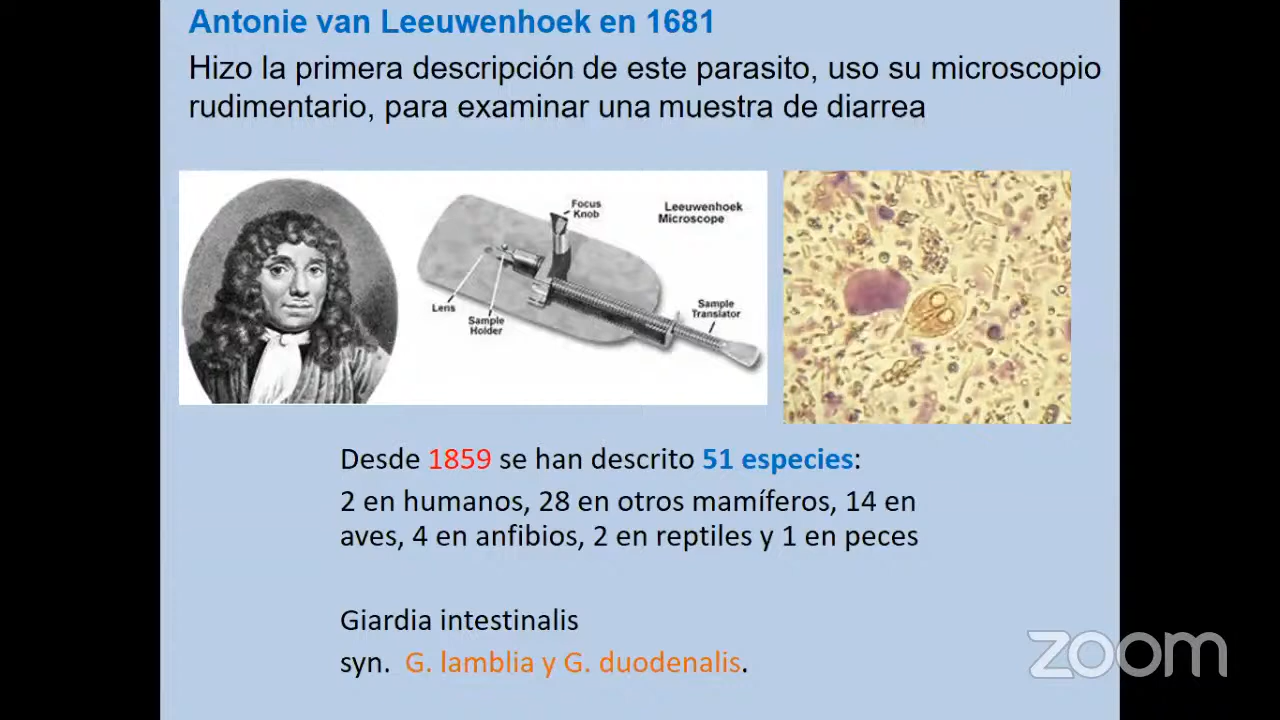 Antonie van Leeuwenhoek en 1681
Hizo la primera descripción de este parasito, uso su microscopio
rudimentario, para examinar una muestra de diarrea
Focus
Knob
Leeuwenhoek
Microscope
Lens
Sample
Holder
Sample
Translator
Desde 1859 se han descrito 51 especies:
2 en humanos, 28 en otros mamíferos, 14 en
aves, 4 en anfibios, 2 en reptiles y 1 en peces
Giardia intestinalis
syn. G. lamblia y G. duodenalis.
zoom